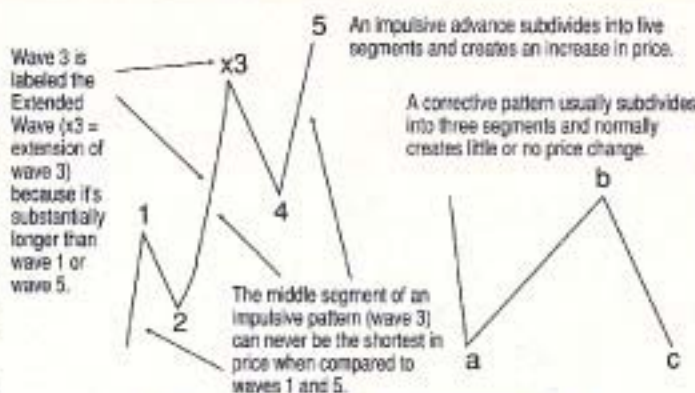 Wave 3 is
labeled the
Extended
Wave (x3 =
extension of
wave 3)
because it's
substantially
longer than
wave 1 or
wave 5.
x3
5
1
2
4
An impulsive advance subdivides into five
segments and creates an increase in price.
A corrective pattern usually subdivides
into three segments and normally
creates little or no price change.
The middle segment of an
impulsive pattern (wave 3)
can never be the shortest in
price when compared to
waves 1 and 5.
b
a
c